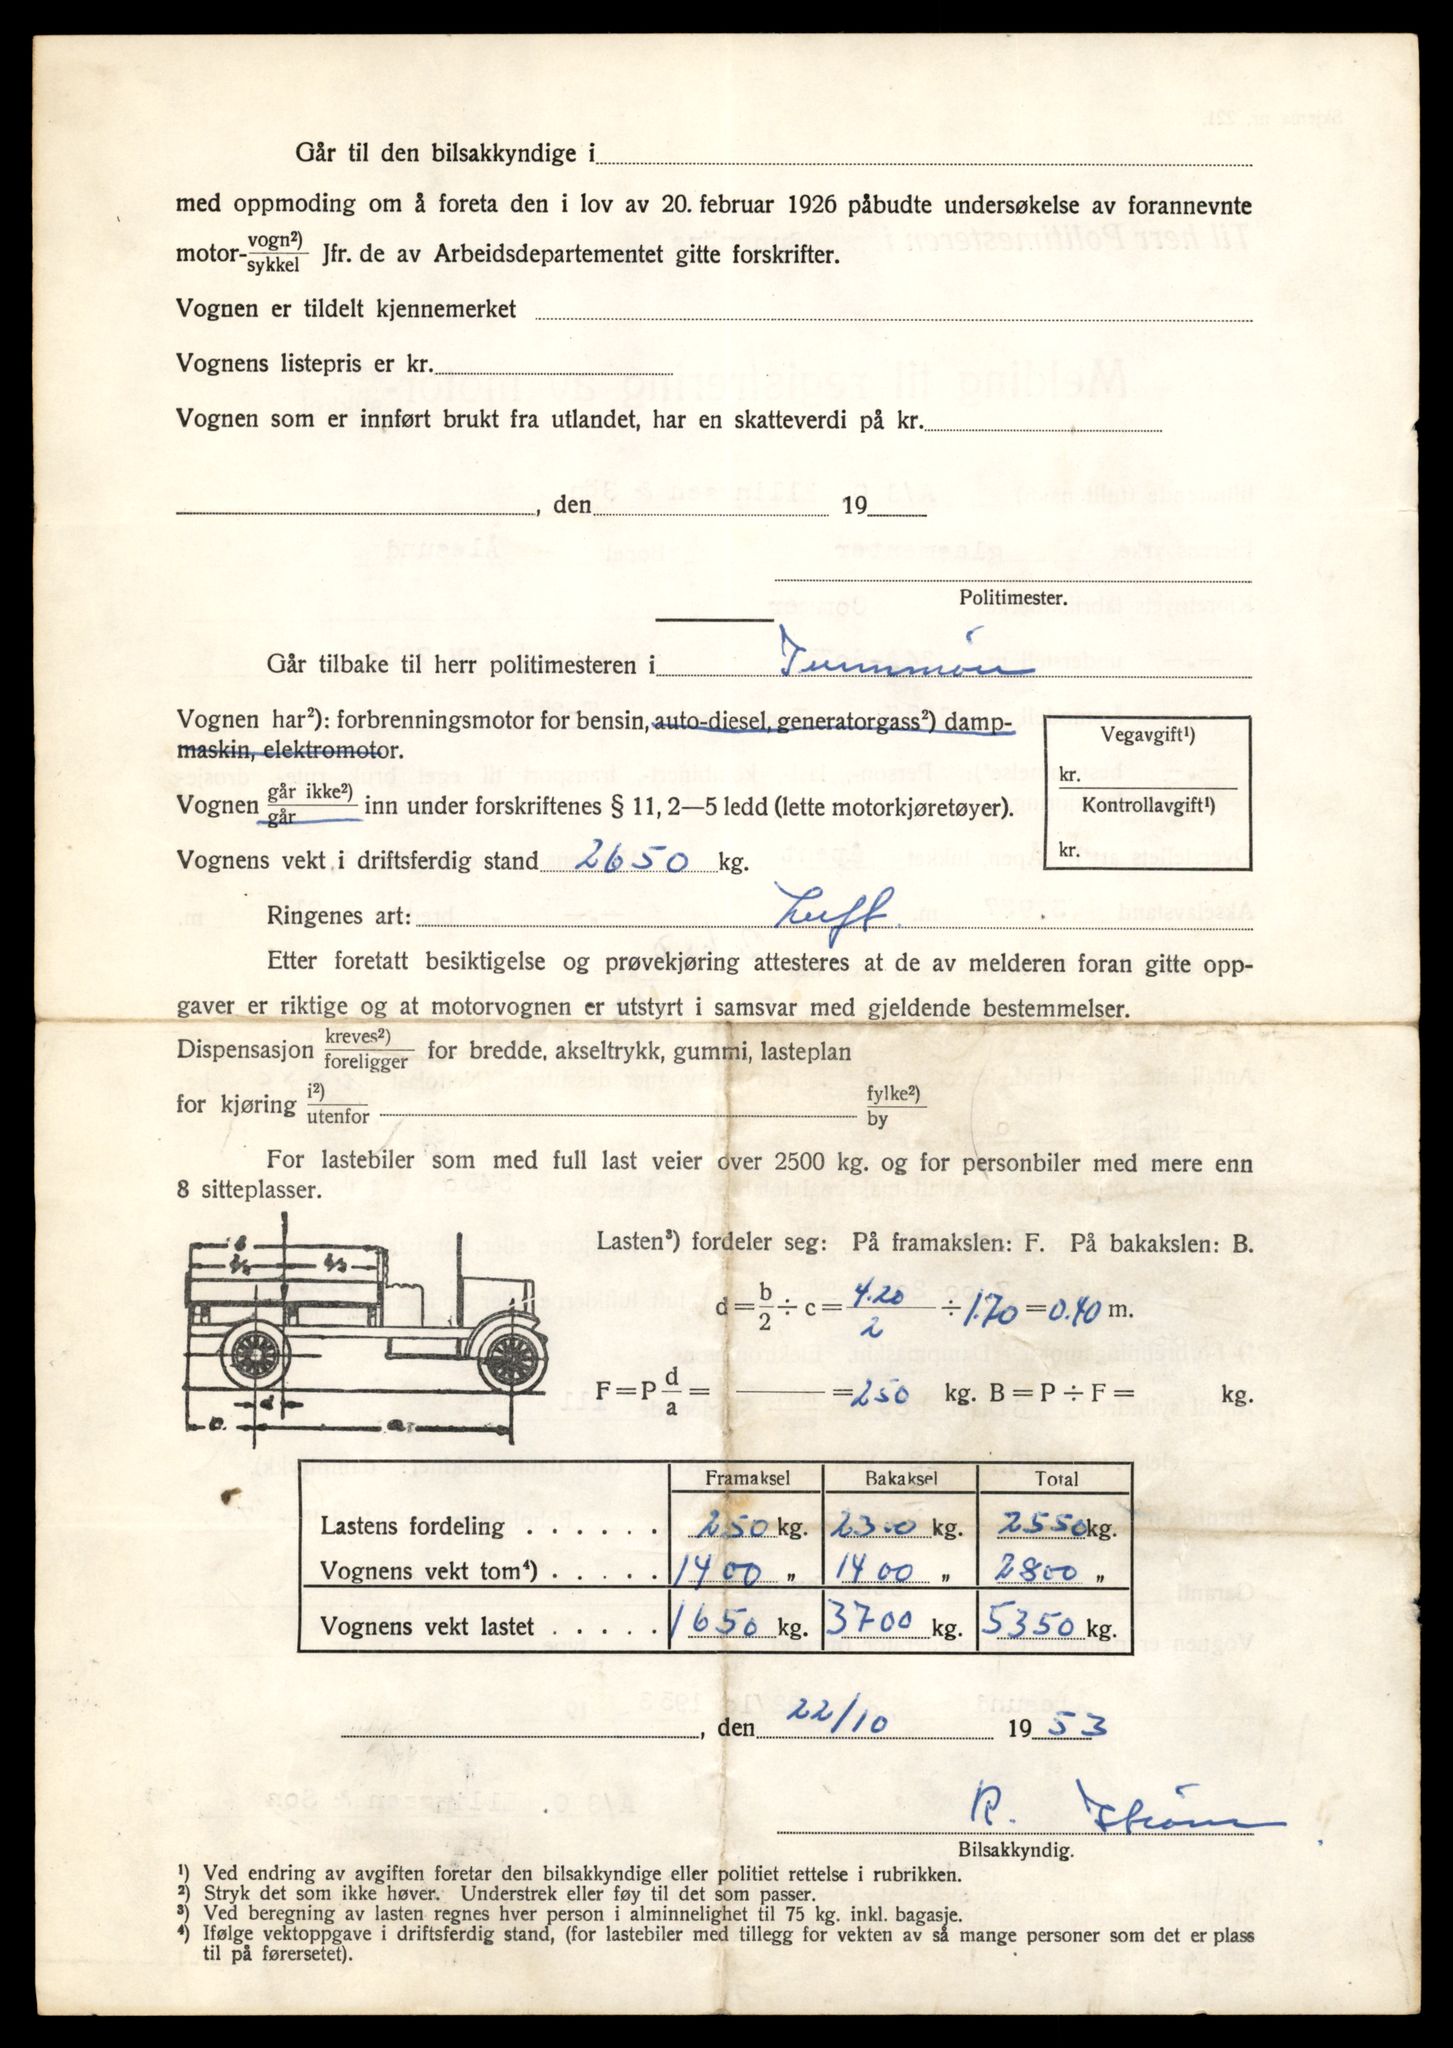 Går til den bilsakkyndige i
med oppmoding om å foreta den i lov av 20. februar 1926 påbudte undersøkelse av forannevnte
motor- vogn²) / sykkel Jfr. de av Arbeidsdepartementet gitte forskrifter.
Vognen er tildelt kjennemerket
Vognens listepris er kr.
Vognen som er innført brukt fra utlandet, har en skatteverdi på kr.
, den 19
Politimester.
Går tilbake til herr politimesteren i Sunnmøre
Vognen har²): forbrenningsmotor for bensin, auto-diesel, generatorgass²) damp-
maskin, elektromotor.
Vegavgift¹)
kr.
Kontrollavgift¹)
kr.
Vognen går ikke²) / går inn under forskriftenes § 11, 2—5 ledd (lette motorkjøretøyer).
Vognens vekt i driftsferdig stand 2650 kg.
Ringenes art: Luft.
Etter foretatt besiktigelse og prøvekjøring attesteres at de av melderen foran gitte opp-
gaver er riktige og at motorvognen er utstyrt i samsvar med gjeldende bestemmelser.
Dispensasjon kreves²) / foreligger for bredde, akseltrykk, gummi, lasteplan
for kjøring i²) / utenfor fylke²) / by
For lastebiler som med full last veier over 2500 kg. og for personbiler med mere enn
8 sitteplasser.
Lasten³) fordeler seg: På framakslen: F. På bakakslen: B.
d = b/2 ÷ c = 4.20/2 ÷ 1.70 = 0.40 m.
F = P d/a = —— = 250 kg. B = P ÷ F = kg.
Framaksel Bakaksel Total
Lastens fordeling . . . . . . 250 kg. 2300 kg. 2550 kg.
Vognens vekt tom⁴) . . . . . 1400 „ 1400 „ 2800 „
Vognens vekt lastet . . . . . 1650 kg. 3700 kg. 5350 kg.
, den 22/10 1953
R. Strøm
Bilsakkyndig.
¹) Ved endring av avgiften foretar den bilsakkyndige eller politiet rettelse i rubrikken.
²) Stryk det som ikke høver. Understrek eller føy til det som passer.
³) Ved beregning av lasten regnes hver person i alminnelighet til 75 kg. inkl. bagasje.
⁴) Ifølge vektoppgave i driftsferdig stand, (for lastebiler med tillegg for vekten av så mange personer som det er plass
til på førersetet).